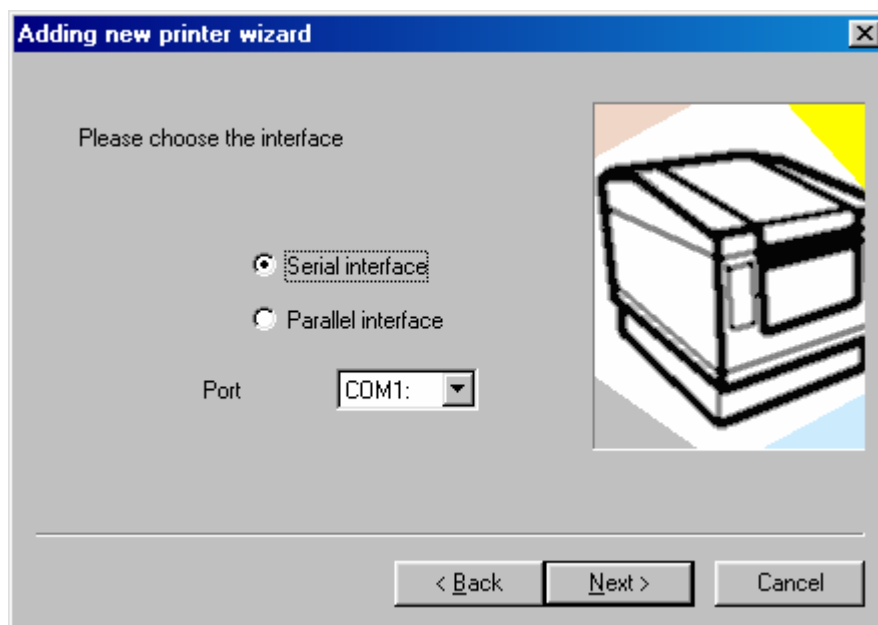 Adding new printer wizard
Please choose the interface
Serial interface
Parallel interface
Port COM1:
< Back Next > Cancel